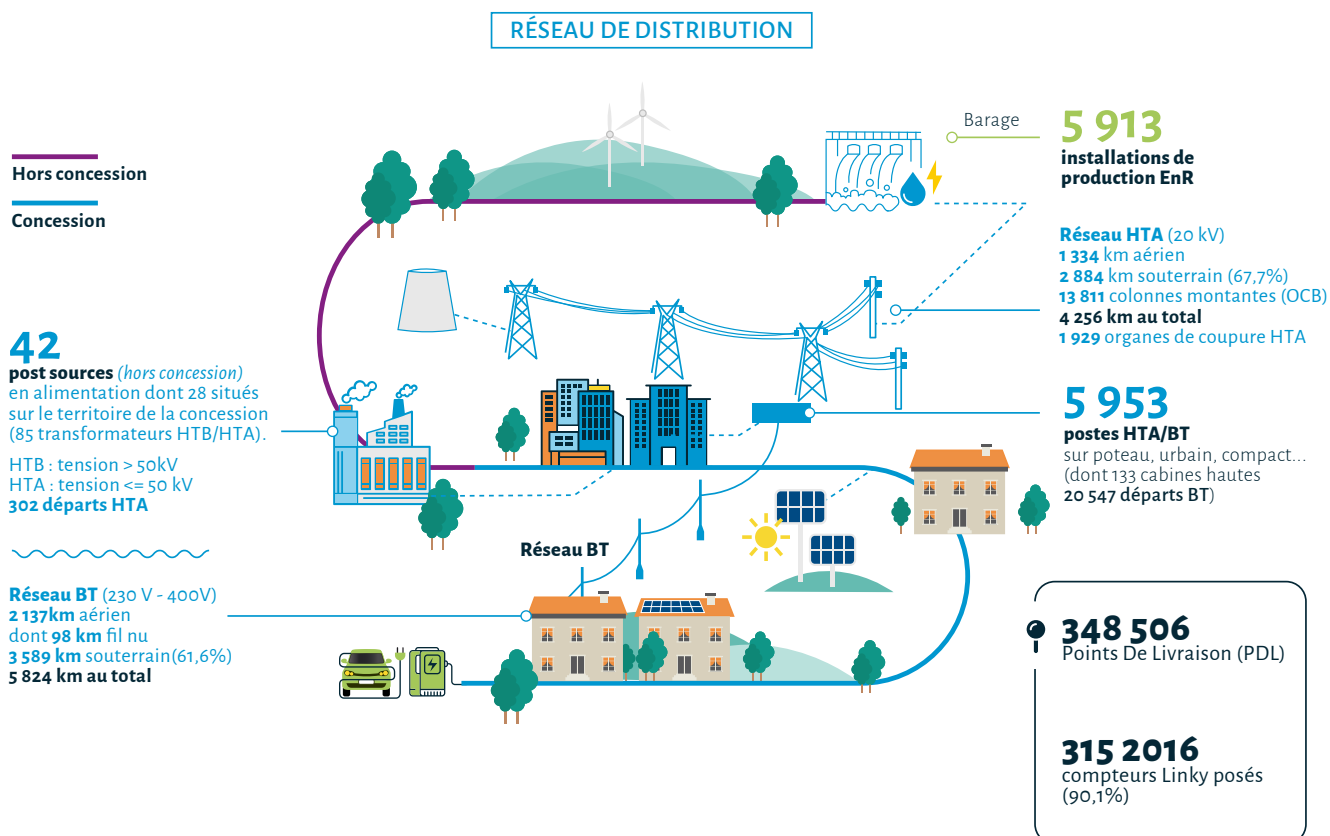 RÉSEAU DE DISTRIBUTION
Hors concession
Concession
Barage
5 913
installations de
production EnR
Réseau HTA (20 kV)
1 334 km aérien
2 884 km souterrain (67,7%)
13 811 colonnes montantes (OCB)
4 256 km au total
1 929 organes de coupure HTA
42
post sources (hors concession)
en alimentation dont 28 situés
sur le territoire de la concession
(85 transformateurs HTB/HTA).
HTB : tension > 50kV
HTA : tension <= 50 kV
302 départs HTA
5 953
postes HTA/BT
sur poteau, urbain, compact...
(dont 133 cabines hautes
20 547 départs BT)
Réseau BT
Réseau BT (230 V - 400V)
2 137km aérien
dont 98 km fil nu
3 589 km souterrain(61,6%)
5 824 km au total
348 506
Points De Livraison (PDL)
315 2016
compteurs Linky posés
(90,1%)